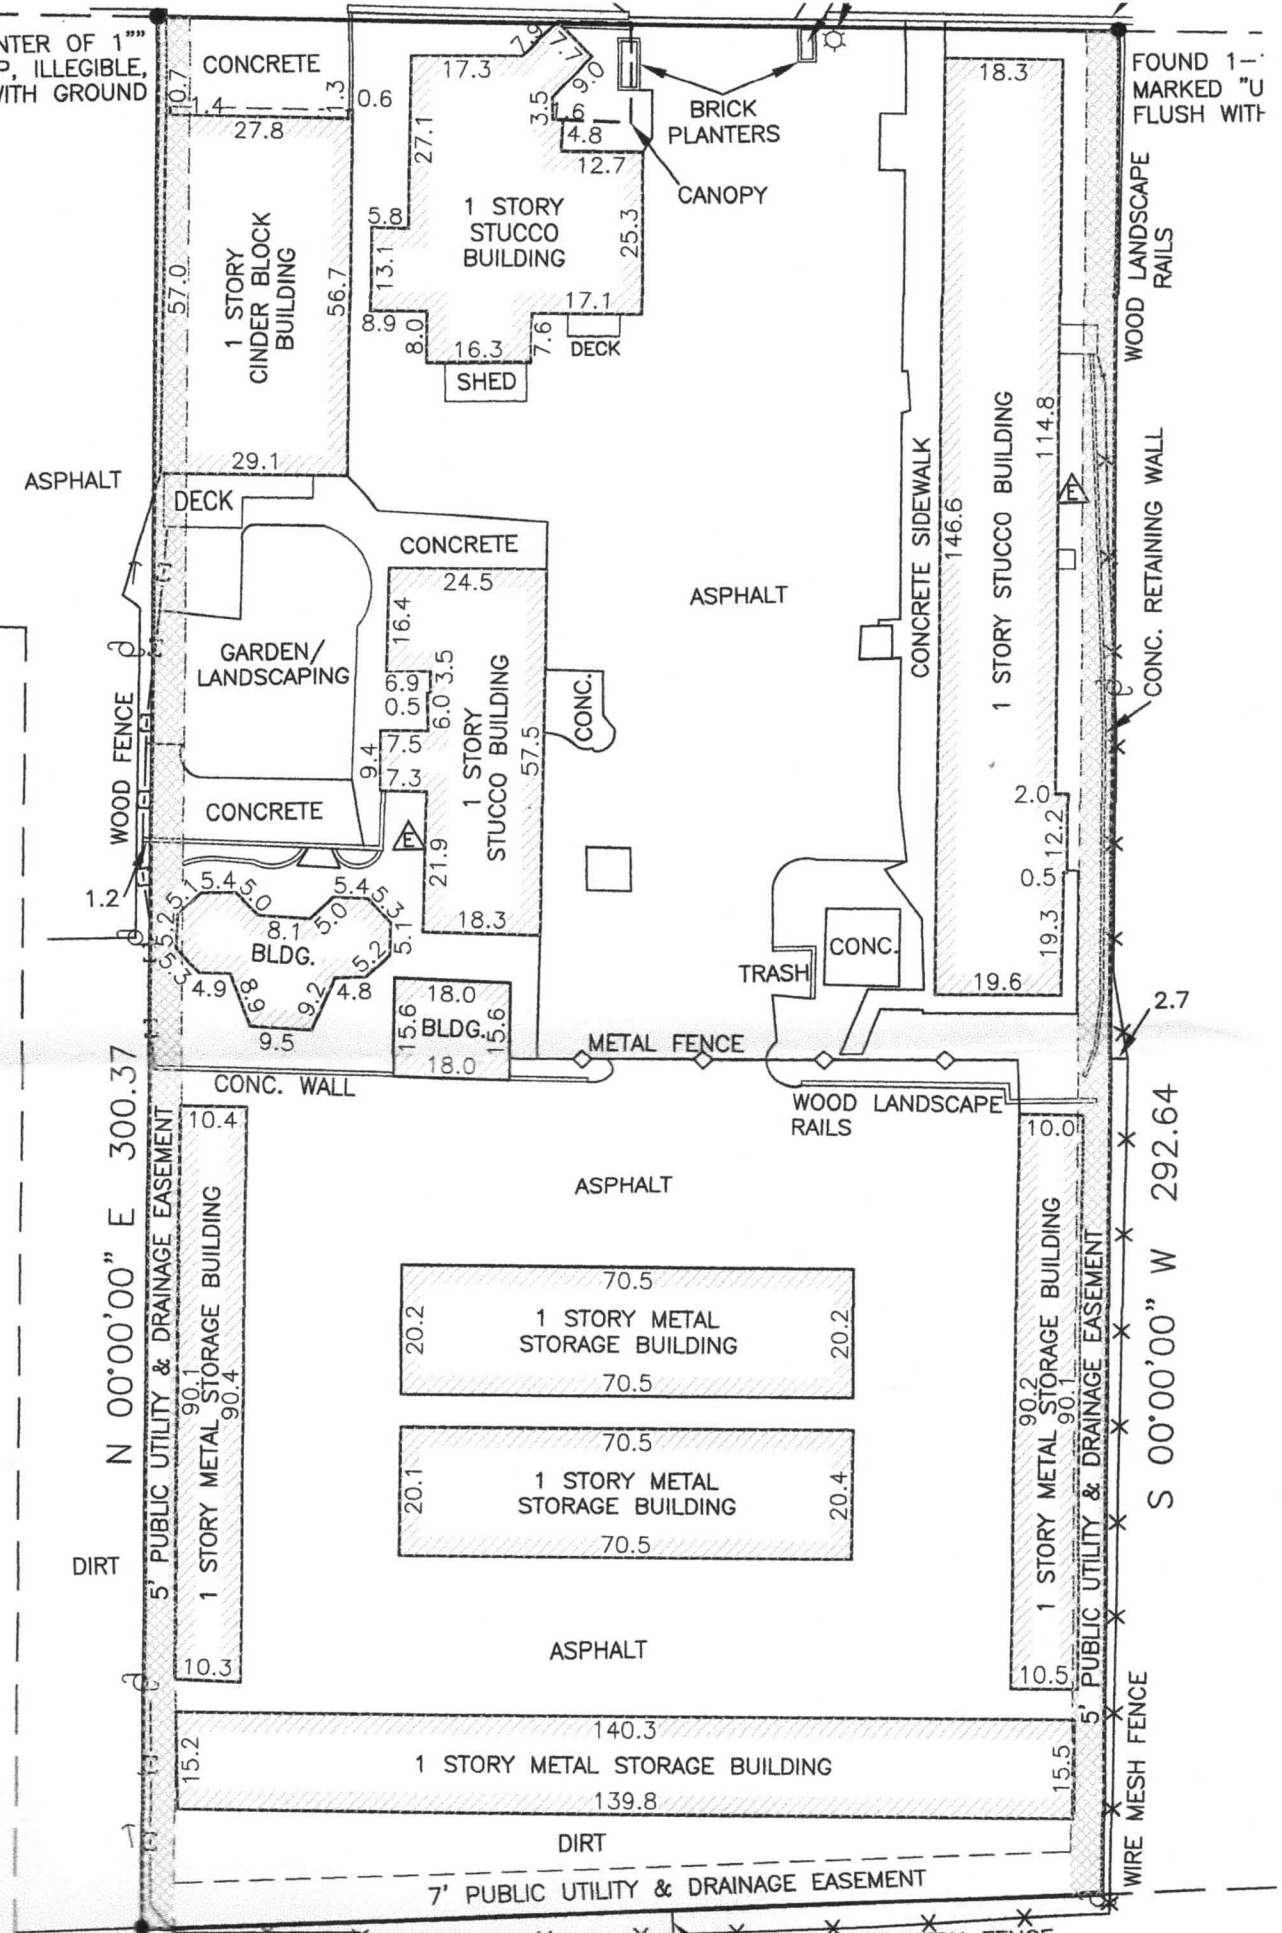 NTER OF 1""
P, ILLEGIBLE,
WITH GROUND
CONCRETE
0.7
1.4
1.3
0.6
27.8
57.0
1 STORY
CINDER BLOCK
BUILDING
56.7
29.1
17.3
7.9
7.7
9.0
3.5
1.6
4.8
12.7
27.1
5.8
13.1
1 STORY
STUCCO
BUILDING
25.3
17.1
8.9
8.0
16.3
7.6
DECK
SHED
BRICK
PLANTERS
CANOPY
18.3
FOUND 1-
MARKED "U
FLUSH WITH
WOOD LANDSCAPE
RAILS
114.8
E
CONCRETE SIDEWALK
146.6
1 STORY STUCCO BUILDING
CONC. RETAINING WALL
ASPHALT
DECK
CONCRETE
24.5
16.4
ASPHALT
GARDEN/
LANDSCAPING
6.9
3.5
0.5
6.0
7.5
9.4
7.3
1 STORY
STUCCO BUILDING
57.5
CONC.
WOOD FENCE
CONCRETE
E
21.9
18.3
2.0
12.2
0.5
19.3
19.6
1.2
5.1
5.4
5.0
8.1
5.0
5.4
5.3
5.1
5.2
BLDG.
5.2
5.3
4.9
8.9
9.5
9.2
4.8
18.0
15.6
BLDG.
15.6
18.0
TRASH
CONC.
2.7
METAL FENCE
CONC. WALL
WOOD LANDSCAPE
RAILS
N 00°00'00" E 300.37
5' PUBLIC UTILITY & DRAINAGE EASEMENT
10.4
90.1
1 STORY METAL STORAGE BUILDING
90.4
10.3
ASPHALT
70.5
20.2
1 STORY METAL
STORAGE BUILDING
20.2
70.5
70.5
20.1
1 STORY METAL
STORAGE BUILDING
20.4
70.5
10.0
90.2
1 STORY METAL STORAGE BUILDING
90.1
10.5
5' PUBLIC UTILITY & DRAINAGE EASEMENT
S 00°00'00" W 292.64
DIRT
ASPHALT
140.3
15.2
1 STORY METAL STORAGE BUILDING
15.5
139.8
WIRE MESH FENCE
DIRT
7' PUBLIC UTILITY & DRAINAGE EASEMENT
FENCE